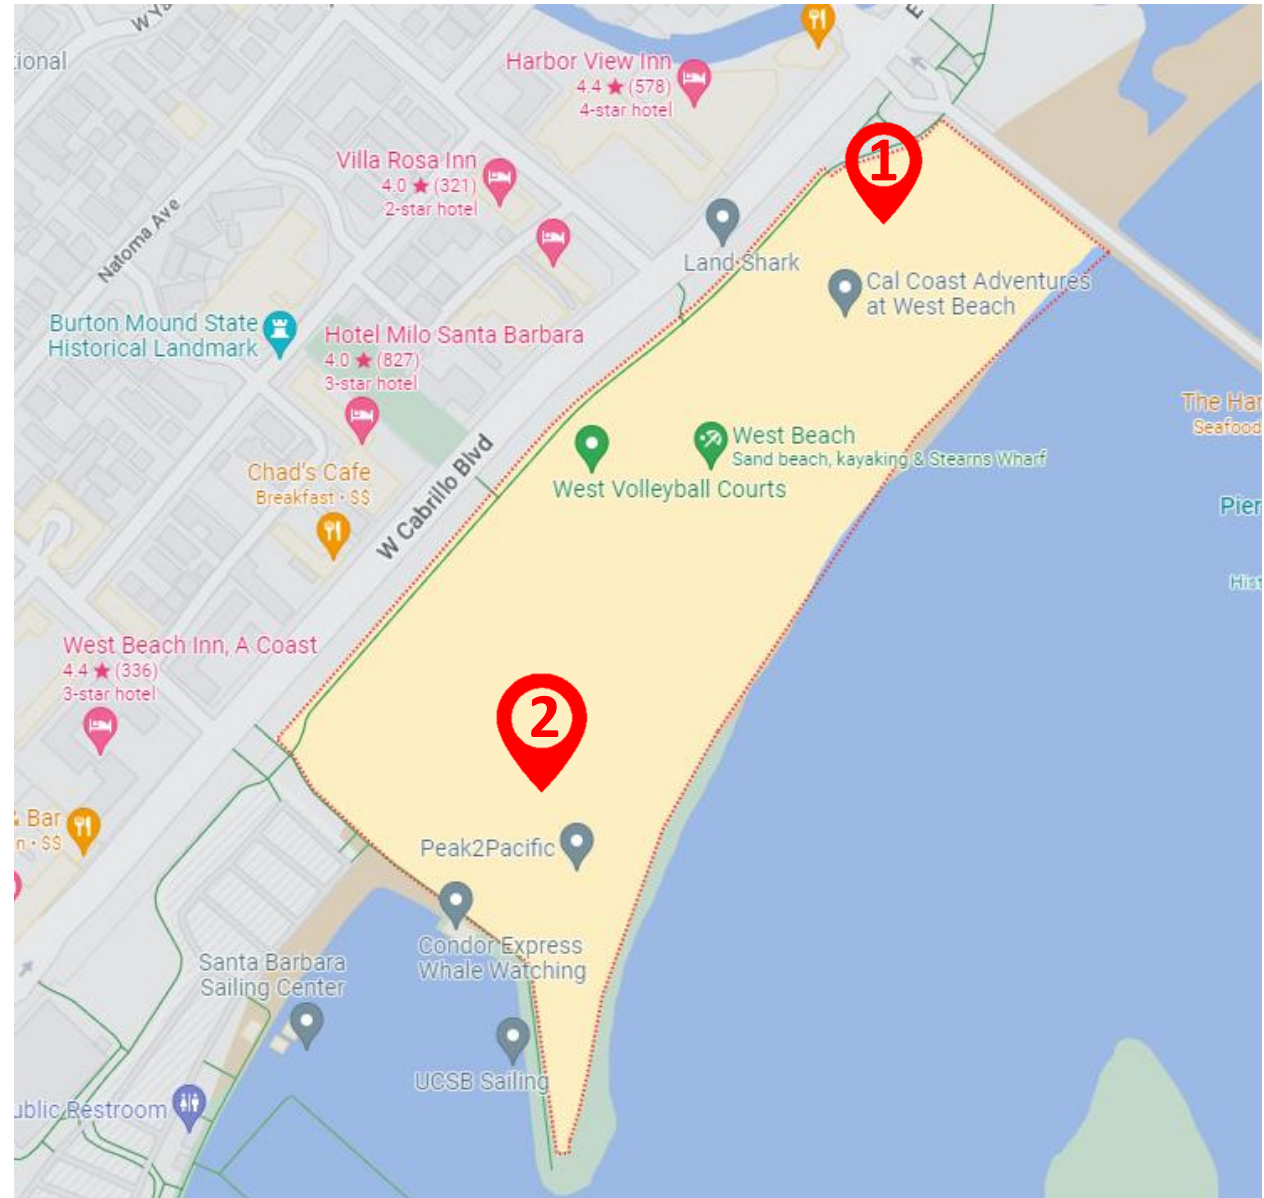 W Ya
E
ional
Harbor View Inn
4.4 ★ (578)
4-star hotel
1
Villa Rosa Inn
4.0 ★ (321)
2-star hotel
Natoma Ave
Land Shark
Cal Coast Adventures
at West Beach
Burton Mound State
Historical Landmark
Hotel Milo Santa Barbara
4.0 ★ (827)
3-star hotel
The Har
Seafood
West Beach
Sand beach, kayaking & Stearns Wharf
W Cabrillo Blvd
Chad's Cafe
Breakfast · $$
West Volleyball Courts
Pier
Hist
West Beach Inn, A Coast
4.4 ★ (336)
3-star hotel
2
& Bar
n · $$
Peak2Pacific
Condor Express
Whale Watching
Santa Barbara
Sailing Center
UCSB Sailing
ublic Restroom